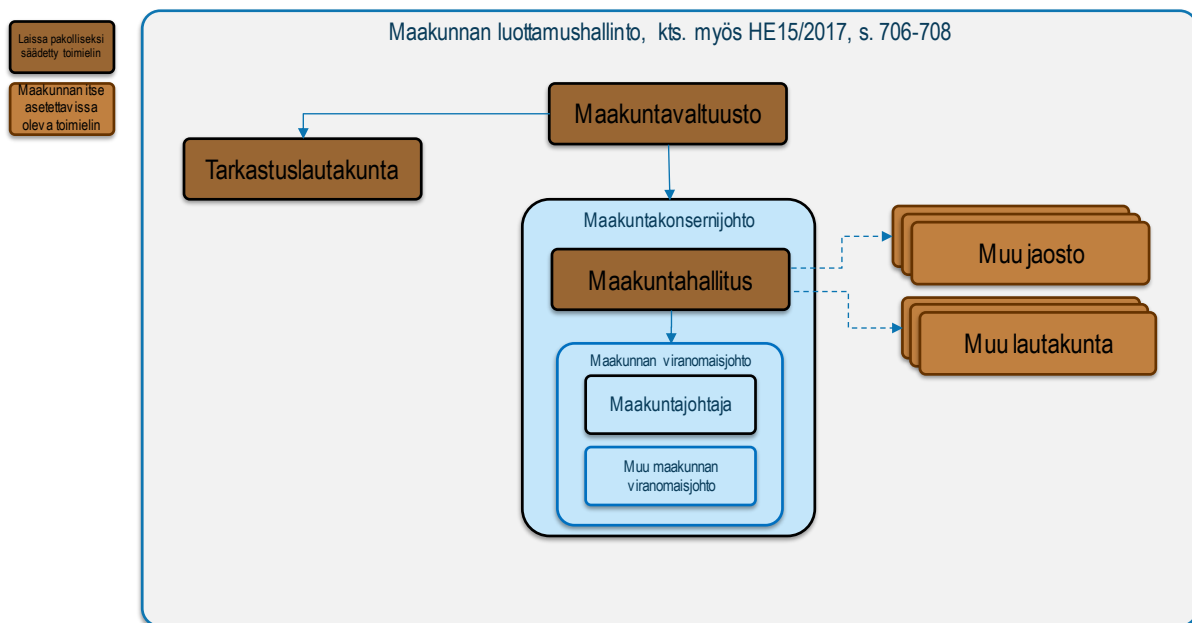 Laissa pakolliseksi
säädetty toimielin
Maakunnan itse
asetettavissa
oleva toimielin
Maakunnan luottamushallinto, kts. myös HE15/2017, s. 706-708
Maakuntavaltuusto
Tarkastuslautakunta
Maakuntakonsernijohto
Maakuntahallitus
Muu jaosto
Muu lautakunta
Maakunnan viranomaisjohto
Maakuntajohtaja
Muu maakunnan
viranomaisjohto